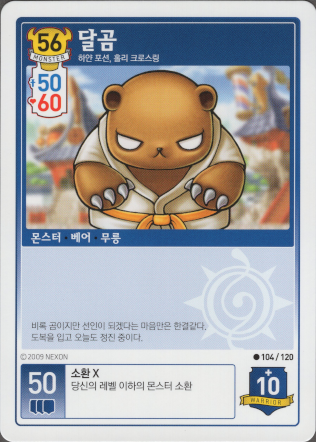 56
MONSTER
달곰
하얀 포션, 홀리 크로스링
50
60
몬스터·베어·무릉
비록 곰이지만 선인이 되겠다는 마음만은 한결같다.
도복을 입고 오늘도 정진 중이다.
©2009 NEXON
●104 / 120
50
소환 X
당신의 레벨 이하의 몬스터 소환
+
10
WARRIOR